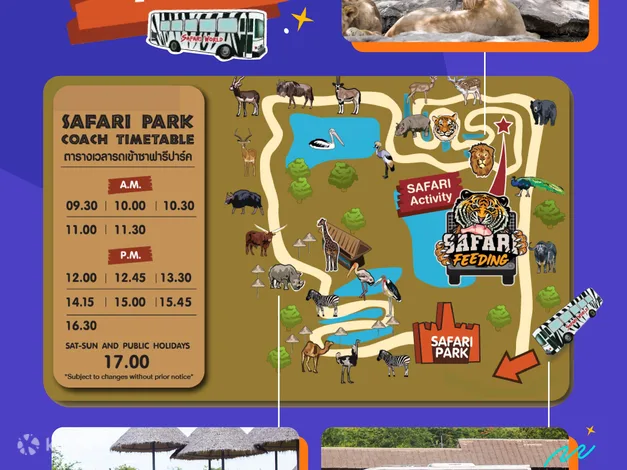 SAFARI WORLD
SAFARI PARK
COACH TIMETABLE
ตารางเวลารถเข้าซาฟารีปาร์ค
A.M.
09.30 | 10.00 | 10.30
11.00 | 11.30
P.M.
12.00 | 12.45 | 13.30
14.15 | 15.00 | 15.45
16.30
SAT-SUN AND PUBLIC HOLIDAYS
17.00
*Subject to changes without prior notice*
SAFARI
Activity
SAFARI
FEEDING
SAFARI
PARK